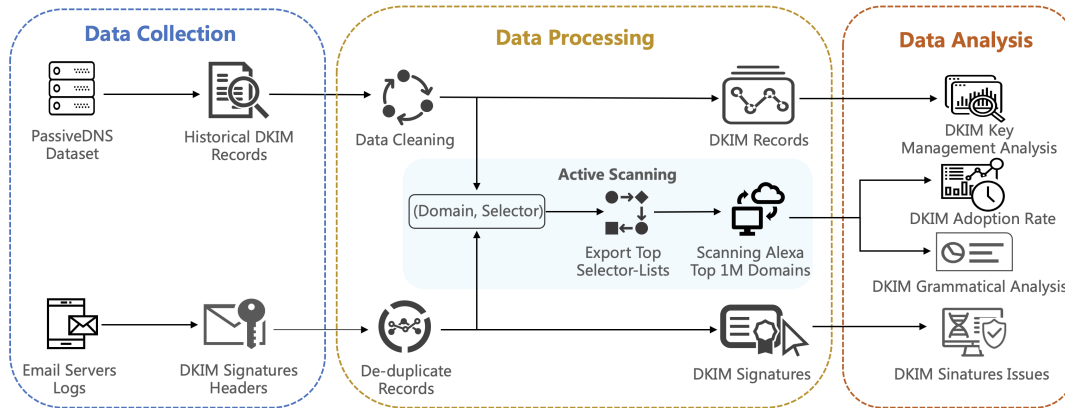 Data Collection
PassiveDNS
Dataset
Historical DKIM
Records
Email Servers
Logs
DKIM Signatures
Headers
Data Processing
Data Cleaning
DKIM Records
Active Scanning
(Domain, Selector)
Export Top
Selector-Lists
Scanning Alexa
Top 1M Domains
De-duplicate
Records
DKIM Signatures
Data Analysis
DKIM Key
Management Analysis
DKIM Adoption Rate
DKIM Grammatical Analysis
DKIM Sinatures Issues